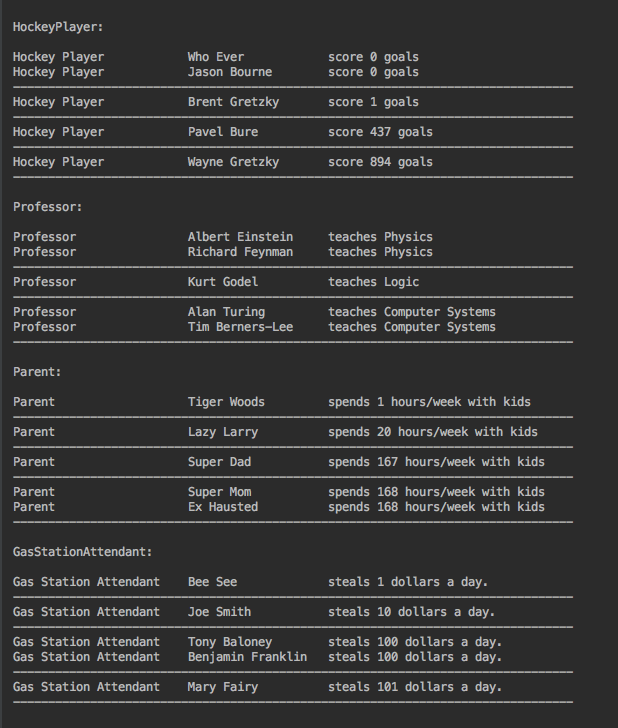 HockeyPlayer:
Hockey Player Who Ever score 0 goals
Hockey Player Jason Bourne score 0 goals
Hockey Player Brent Gretzky score 1 goals
Hockey Player Pavel Bure score 437 goals
Hockey Player Wayne Gretzky score 894 goals
Professor:
Professor Albert Einstein teaches Physics
Professor Richard Feynman teaches Physics
Professor Kurt Godel teaches Logic
Professor Alan Turing teaches Computer Systems
Professor Tim Berners-Lee teaches Computer Systems
Parent:
Parent Tiger Woods spends 1 hours/week with kids
Parent Lazy Larry spends 20 hours/week with kids
Parent Super Dad spends 167 hours/week with kids
Parent Super Mom spends 168 hours/week with kids
Parent Ex Hausted spends 168 hours/week with kids
GasStationAttendant:
Gas Station Attendant Bee See steals 1 dollars a day.
Gas Station Attendant Joe Smith steals 10 dollars a day.
Gas Station Attendant Tony Baloney steals 100 dollars a day.
Gas Station Attendant Benjamin Franklin steals 100 dollars a day.
Gas Station Attendant Mary Fairy steals 101 dollars a day.